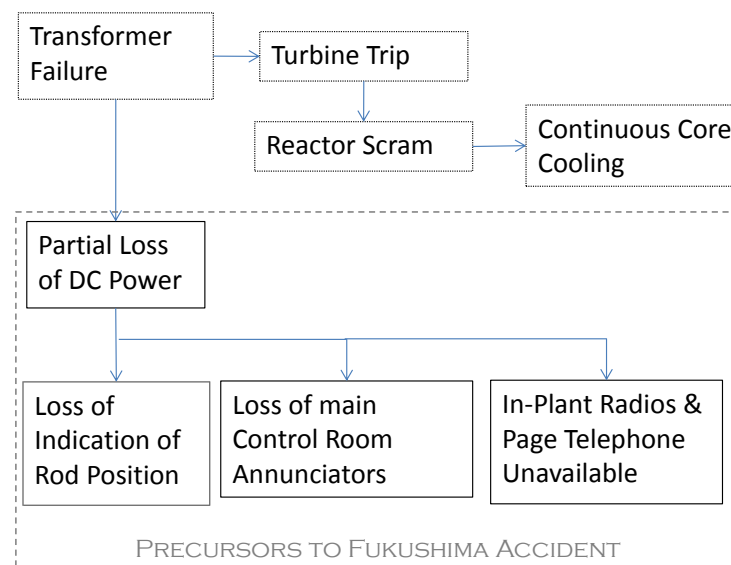 Transformer
Failure
Turbine Trip
Reactor Scram
Continuous Core
Cooling
Partial Loss
of DC Power
Loss of
Indication of
Rod Position
Loss of main
Control Room
Annunciators
In-Plant Radios &
Page Telephone
Unavailable
PRECURSORS TO FUKUSHIMA ACCIDENT